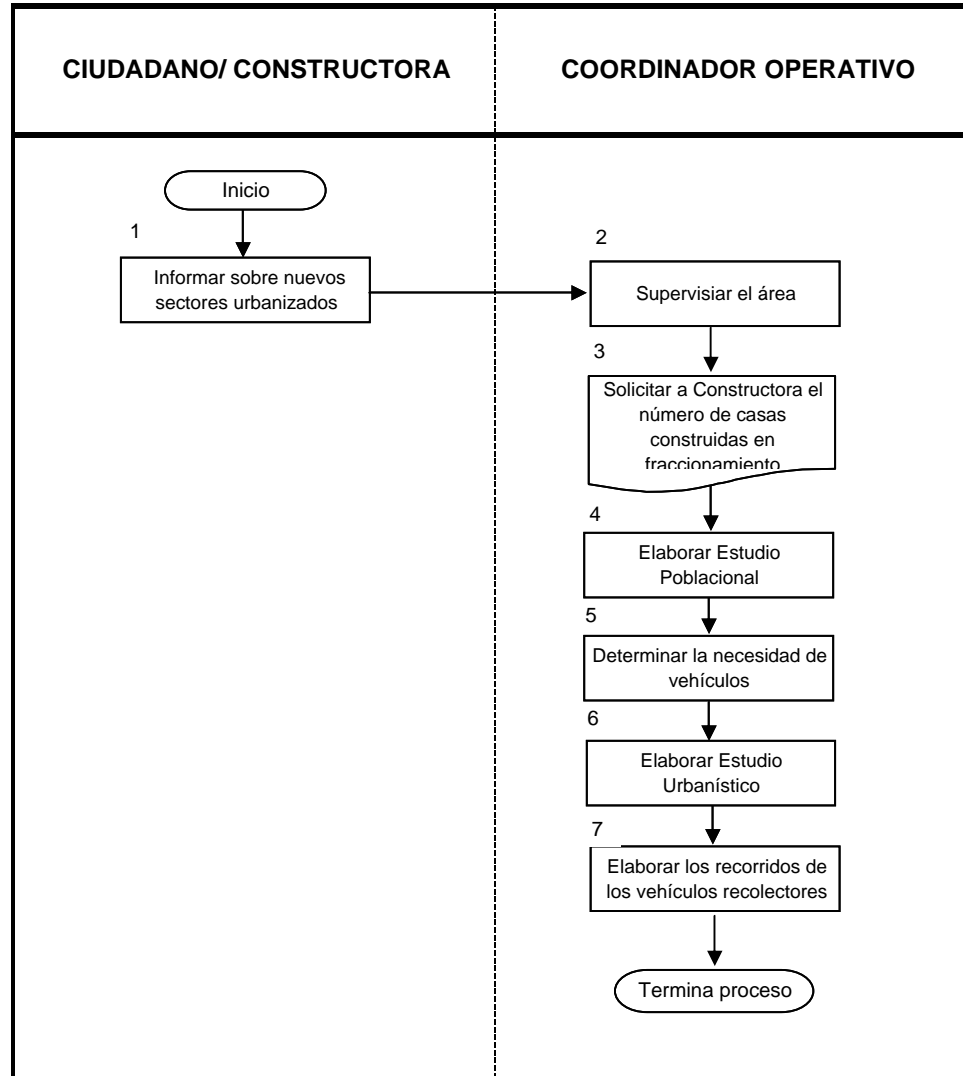 CIUDADANO/ CONSTRUCTORA
COORDINADOR OPERATIVO
Inicio
1
Informar sobre nuevos
sectores urbanizados
2
Supervisiar el área
3
Solicitar a Constructora el
número de casas
construidas en
fraccionamiento
4
Elaborar Estudio
Poblacional
5
Determinar la necesidad de
vehículos
6
Elaborar Estudio
Urbanístico
7
Elaborar los recorridos de
los vehículos recolectores
Termina proceso